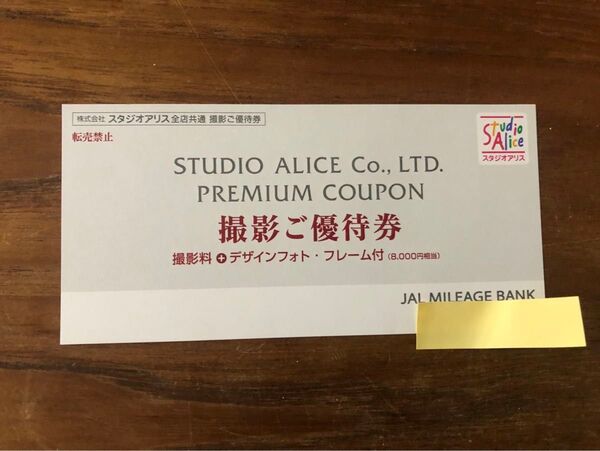 株式会社 スタジオアリス全店共通 撮影ご優待券
転売禁止
Studio
Alice
スタジオアリス
STUDIO ALICE Co., LTD.
PREMIUM COUPON
撮影ご優待券
撮影料+デザインフォト・フレーム付(8,000円相当)
JAL MILEAGE BANK